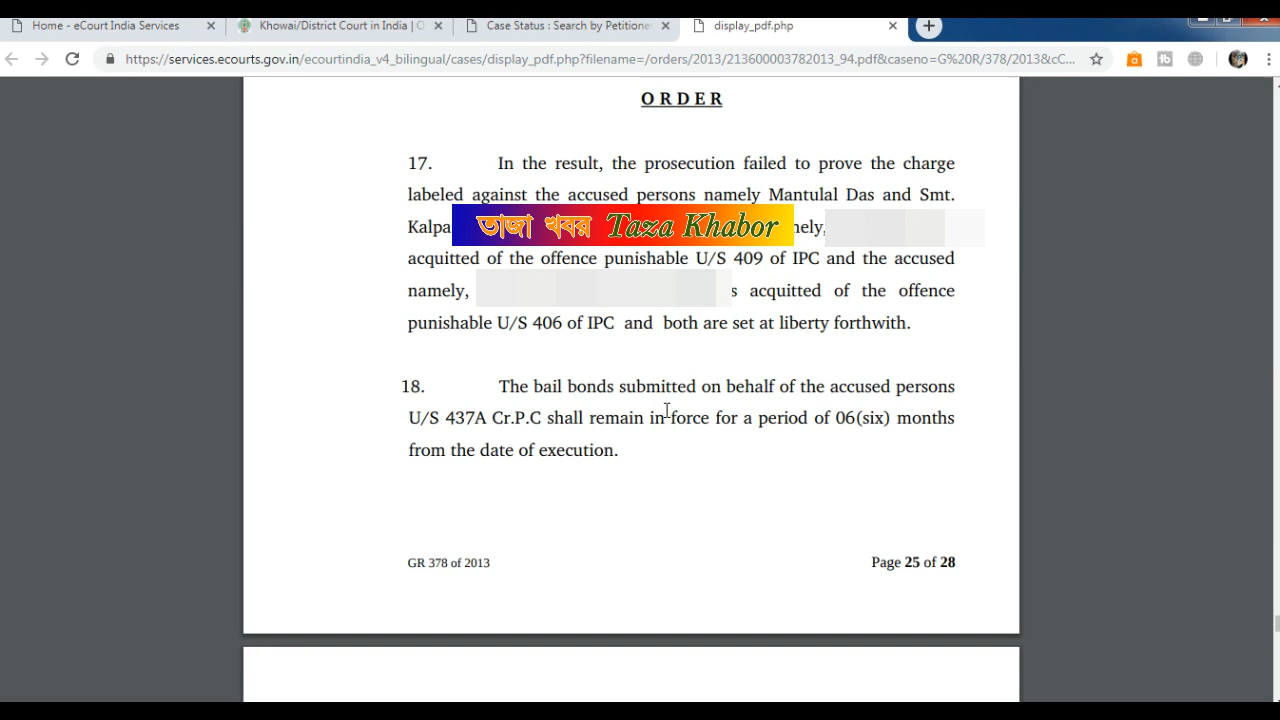 Home - eCourt India Services
Khowai/District Court in India | O
Case Status : Search by Petitione
display_pdf.php
https://services.ecourts.gov.in/ecourtindia_v4_bilingual/cases/display_pdf.php?filename=/orders/2013/213600003782013_94.pdf&caseno=G%20R/378/2013&cC...
O R D E R
17. In the result, the prosecution failed to prove the charge
labeled against the accused persons namely Mantulal Das and Smt.
Kalpa
তাজা খবর Taza Khabor
nely,
acquitted of the offence punishable U/S 409 of IPC and the accused
namely, s acquitted of the offence
punishable U/S 406 of IPC and both are set at liberty forthwith.
18. The bail bonds submitted on behalf of the accused persons
U/S 437A Cr.P.C shall remain in force for a period of 06(six) months
from the date of execution.
GR 378 of 2013
Page 25 of 28